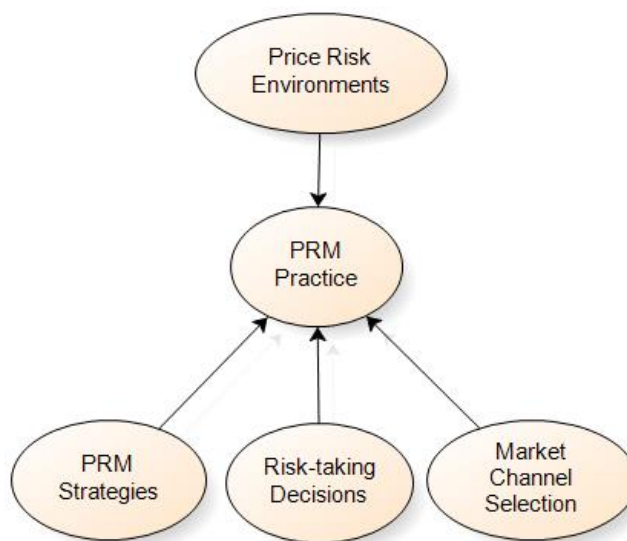 Price Risk
Environments
PRM
Practice
PRM
Strategies
Risk-taking
Decisions
Market
Channel
Selection